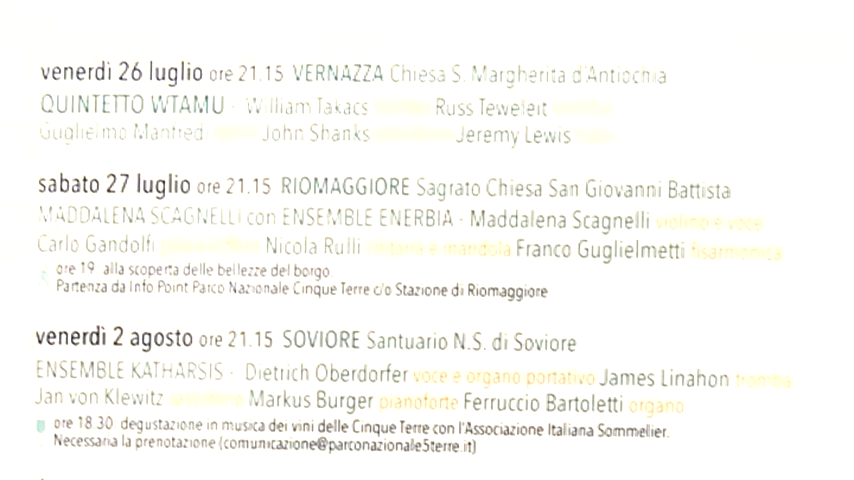 venerdì 26 luglio ore 21.15 VERNAZZA Chiesa S. Margherita d'Antiochia
QUINTETTO WTAMU - William Takacs Russ Teweleit
Guglielmo Manfredi John Shanks Jeremy Lewis
sabato 27 luglio ore 21.15 RIOMAGGIORE Sagrato Chiesa San Giovanni Battista
MADDALENA SCAGNELLI con ENSEMBLE ENERBIA - Maddalena Scagnelli violino e voce
Carlo Gandolfi Nicola Rulli chitarra e mandola Franco Guglielmetti fisarmonica
ore 19 alla scoperta delle bellezze del borgo.
Partenza da Info Point Parco Nazionale Cinque Terre c/o Stazione di Riomaggiore
venerdì 2 agosto ore 21.15 SOVIORE Santuario N.S. di Soviore
ENSEMBLE KATHARSIS - Dietrich Oberdorfer voce e organo portativo James Linahon tromba
Jan von Klewitz Markus Burger pianoforte Ferruccio Bartoletti organo
ore 18.30 degustazione in musica dei vini delle Cinque Terre con l'Associazione Italiana Sommelier.
Necessaria la prenotazione (comunicazione@parconazionale5terre.it)